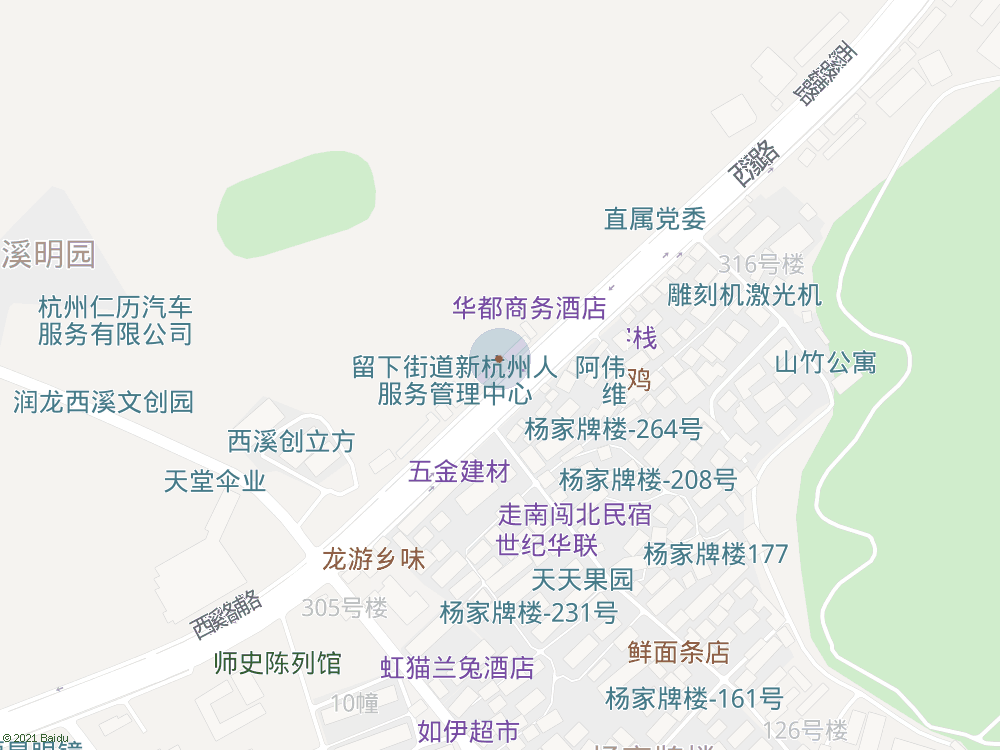 西溪路辅路
西溪路
直属党委
316号楼
溪明园
雕刻机激光机
杭州仁历汽车
服务有限公司
华都商务酒店
栈
留下街道新杭州人
服务管理中心
阿伟
维
鸡
山竹公寓
润龙西溪文创园
杨家牌楼-264号
西溪创立方
五金建材
天堂伞业
杨家牌楼-208号
走南闯北民宿
世纪华联
龙游乡味
杨家牌楼177
天天果园
305号楼
杨家牌楼-231号
西溪路辅路
师史陈列馆
虹猫兰兔酒店
鲜面条店
10幢
杨家牌楼-161号
如伊超市
126号楼
© 2021 Baidu